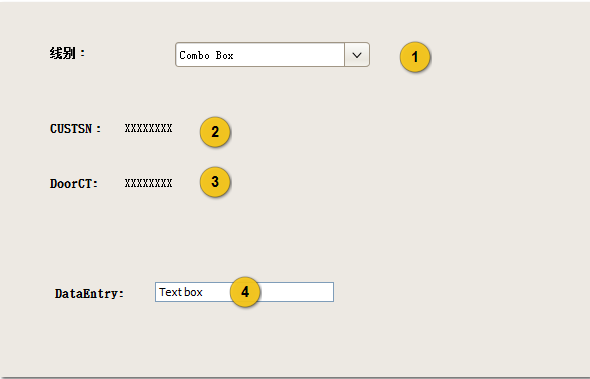 线别： Combo Box 1
CUSTSN： XXXXXXXX 2
DoorCT: XXXXXXXX 3
DataEntry: Text box 4